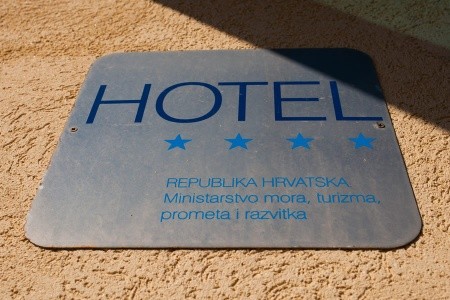 HOTEL
★ ★ ★ ★
REPUBLIKA HRVATSKA
Ministarstvo mora, turizma,
prometa i razvitka